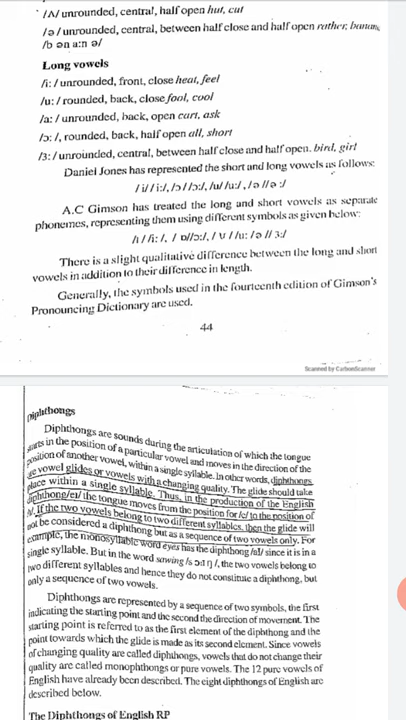 /ʌ/ unrounded, central, half open hut, cut
/ə/ unrounded, central, between half close and half open rather, banana
/b ən a:n ə/
Long vowels
/i: / unrounded, front, close heat, feel
/u: / rounded, back, close fool, cool
/a: / unrounded, back, open cart, ask
/ɔ: /, rounded, back, half open all, short
/3: / unrounded, central, between half close and half open. bird, girl
Daniel Jones has represented the short and long vowels as follows:
/ i/ / i:/, /ɔ / /ɔ:/, /u/ /u:/ , /ə //ə :/
A.C Gimson has treated the long and short vowels as separate
phonemes, representing them using different symbols as given below:
/ɪ / /i: /, / ɒ//ɔ:/, / ʊ / /u: /ə // 3:/
There is a slight qualitative difference between the long and short
vowels in addition to their difference in length.
Generally, the symbols used in the fourteenth edition of Gimson's
Pronouncing Dictionary are used.
44
Scanned by CarbonScanner
Diphthongs
Diphthongs are sounds during the articulation of which the tongue
starts in the position of a particular vowel and moves in the direction of the
position of another vowel, within a single syllable. In other words, diphthongs
are vowel glides or vowels with a changing quality. The glide should take
place within a single syllable. Thus, in the production of the English
diphthong/eɪ/ the tongue moves from the position for /e/ to the position of
/ɪ/. If the two vowels belong to two different syllables, then the glide will
not be considered a diphthong but as a sequence of two vowels only. For
example, the monosyllabic word eyes has the diphthong /aɪ/ since it is in a
single syllable. But in the word sawing /s ɔ:ɪ ŋ /, the two vowels belong to
two different syllables and hence they do not constitute a diphthong, but
only a sequence of two vowels.
Diphthongs are represented by a sequence of two symbols, the first
indicating the starting point and the second the direction of movement. The
starting point is referred to as the first element of the diphthong and the
point towards which the glide is made as its second element. Since vowels
of changing quality are called diphthongs, vowels that do not change their
quality are called monophthongs or pure vowels. The 12 pure vowels of
English have already been described. The eight diphthongs of English are
described below.
The Diphthongs of English RP